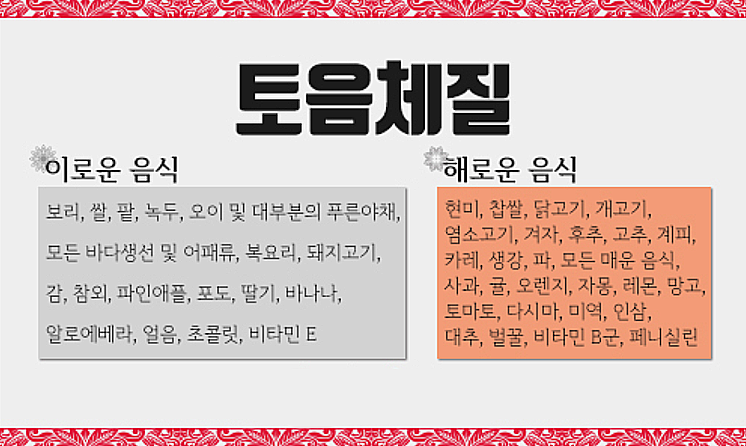 토음체질
이로운 음식
보리, 쌀, 팥, 녹두, 오이 및 대부분의 푸른야채,
모든 바다생선 및 어패류, 복요리, 돼지고기,
감, 참외, 파인애플, 포도, 딸기, 바나나,
알로에베라, 얼음, 초콜릿, 비타민 E
해로운 음식
현미, 찹쌀, 닭고기, 개고기,
염소고기, 겨자, 후추, 고추, 계피,
카레, 생강, 파, 모든 매운 음식,
사과, 귤, 오렌지, 자몽, 레몬, 망고,
토마토, 다시마, 미역, 인삼,
대추, 벌꿀, 비타민 B군, 페니실린